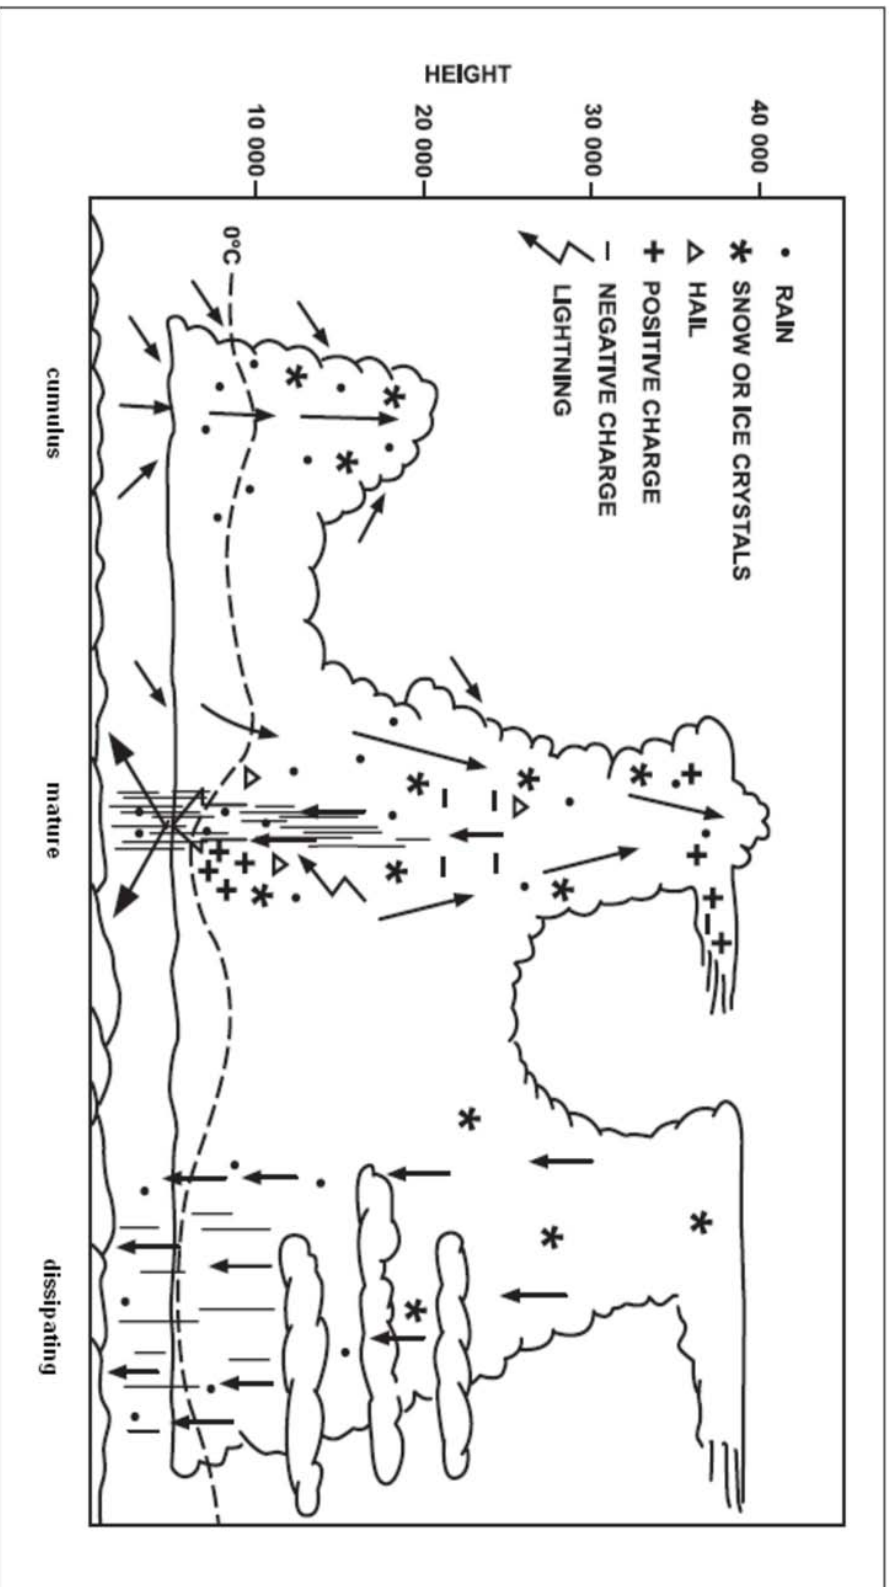 HEIGHT
40 000
30 000
20 000
10 000
• RAIN
* SNOW OR ICE CRYSTALS
△ HAIL
+ POSITIVE CHARGE
− NEGATIVE CHARGE
LIGHTNING
0°C
cumulus
mature
dissipating